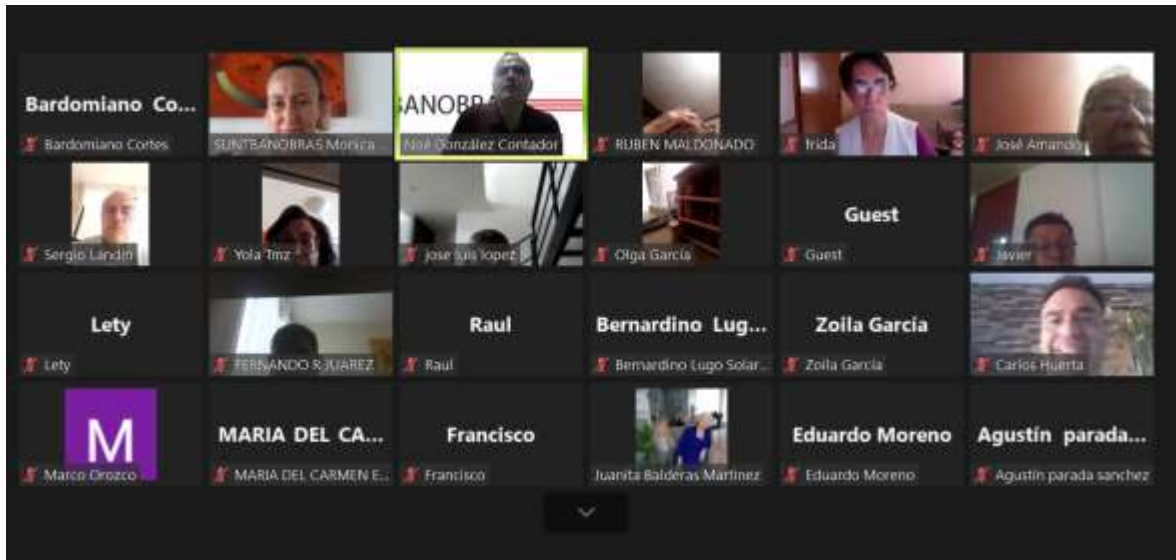 Bardomiano Co...
Bardomiano Cortes
SUNTBANOBRAS Monica ...
SANOBRA
Noé González Contador
RUBEN MALDONADO
frida
José Amando
Sergio Landin
Yola Tmz
jose luis lopez
Olga García
Guest
Guest
Javier
Lety
Lety
FERNANDO R JUAREZ
Raul
Raul
Bernardino Lug...
Bernardino Lugo Solar...
Zoila García
Zoila García
Carlos Huerta
M
Marco Orozco
MARIA DEL CA...
MARIA DEL CARMEN E...
Francisco
Francisco
Juanita Balderas Martinez
Eduardo Moreno
Eduardo Moreno
Agustín parada...
Agustín parada sanchez